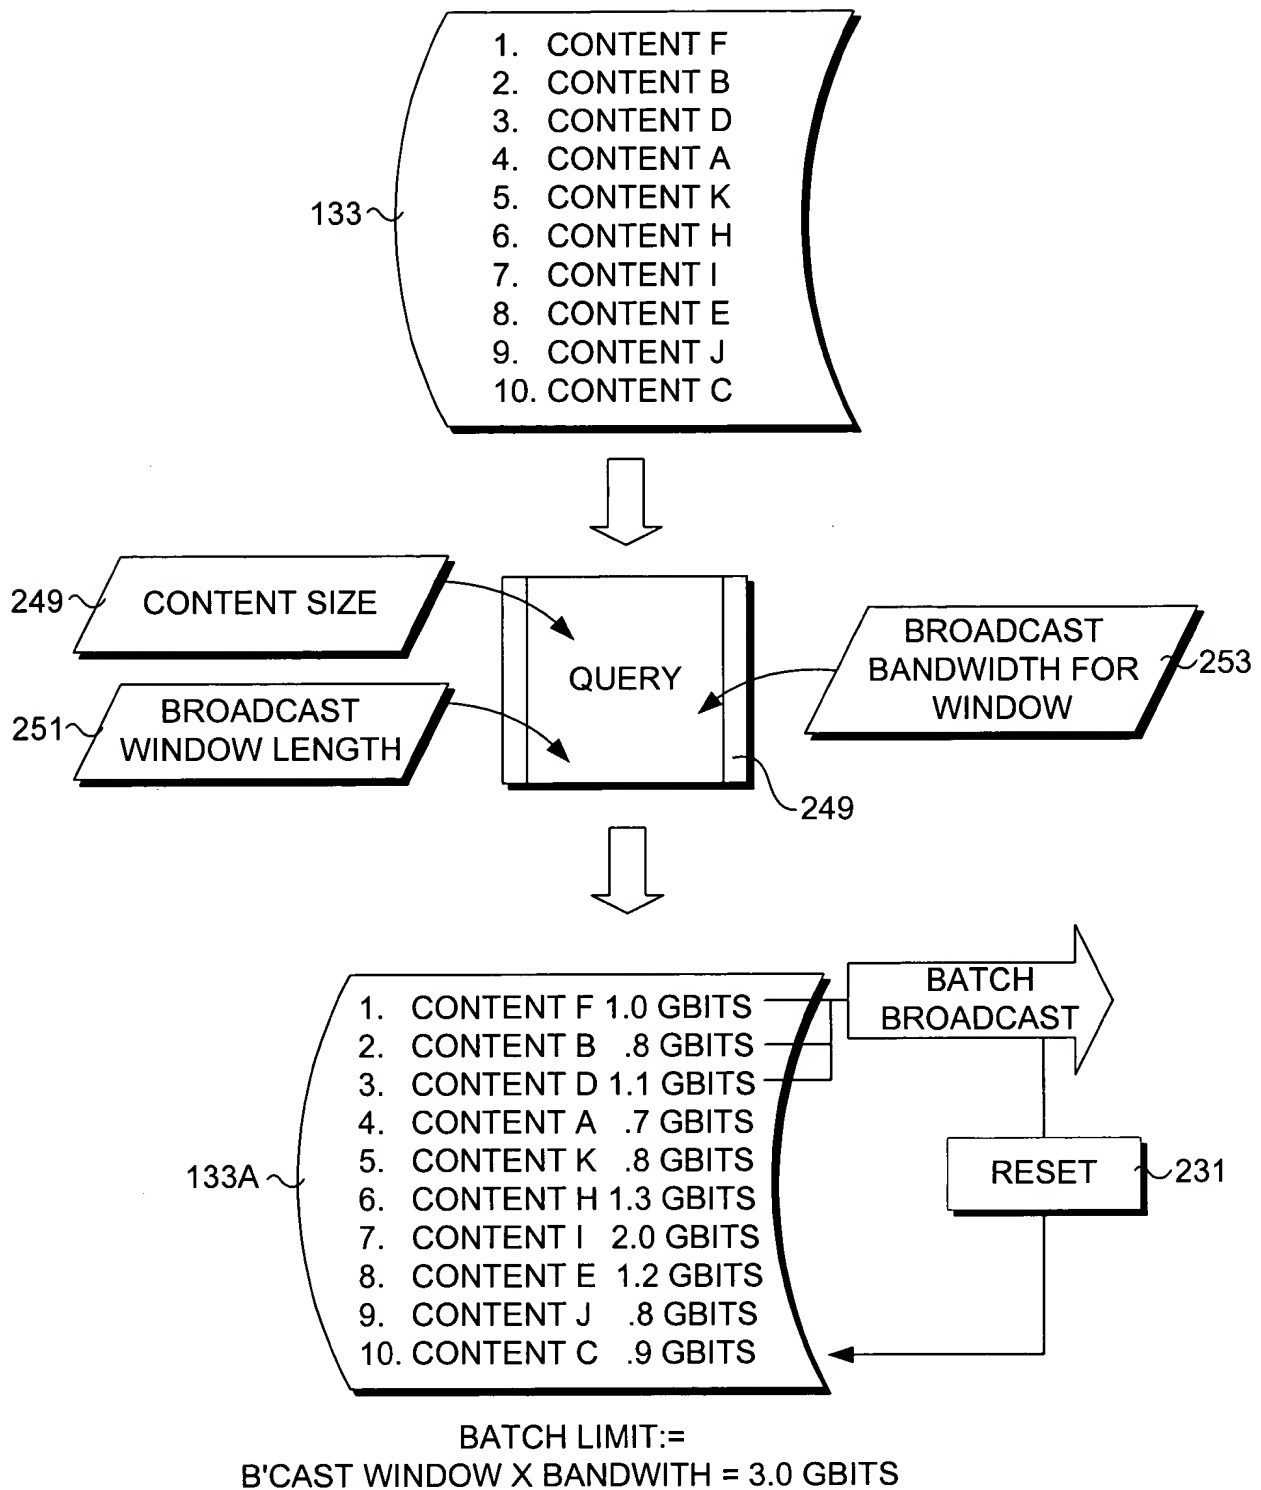 1. CONTENT F
2. CONTENT B
3. CONTENT D
4. CONTENT A
5. CONTENT K
6. CONTENT H
7. CONTENT I
8. CONTENT E
9. CONTENT J
10. CONTENT C
133
249
CONTENT SIZE
251
BROADCAST
WINDOW LENGTH
QUERY
BROADCAST
BANDWIDTH FOR
WINDOW
253
249
1. CONTENT F 1.0 GBITS
2. CONTENT B .8 GBITS
3. CONTENT D 1.1 GBITS
4. CONTENT A .7 GBITS
5. CONTENT K .8 GBITS
6. CONTENT H 1.3 GBITS
7. CONTENT I 2.0 GBITS
8. CONTENT E 1.2 GBITS
9. CONTENT J .8 GBITS
10. CONTENT C .9 GBITS
133A
BATCH
BROADCAST
RESET
231
BATCH LIMIT:=
B'CAST WINDOW X BANDWITH = 3.0 GBITS